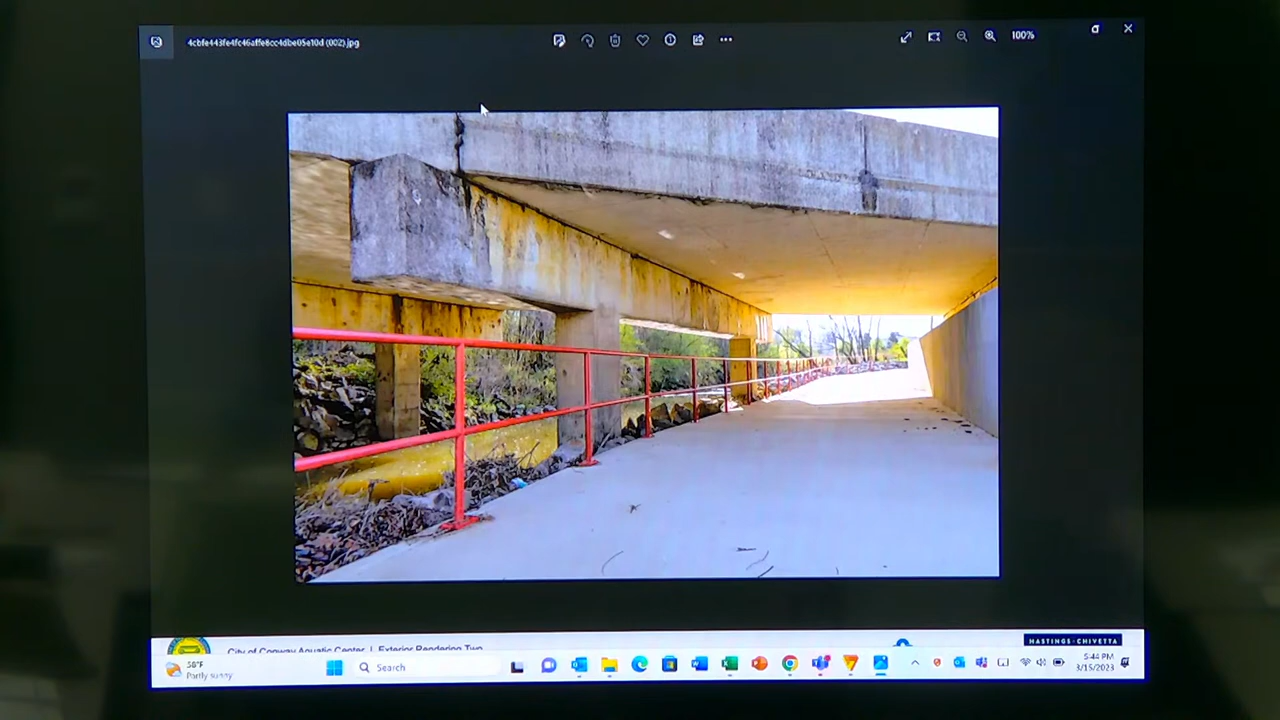 4cbfe443fe4fc46affe8cc4dbe05e10d (002).jpg
100%
City of Conway Aquatic Center | Exterior Rendering Two
HASTINGS+CHIVETTA
58°F
Partly sunny
Search
5:44 PM
3/15/2023